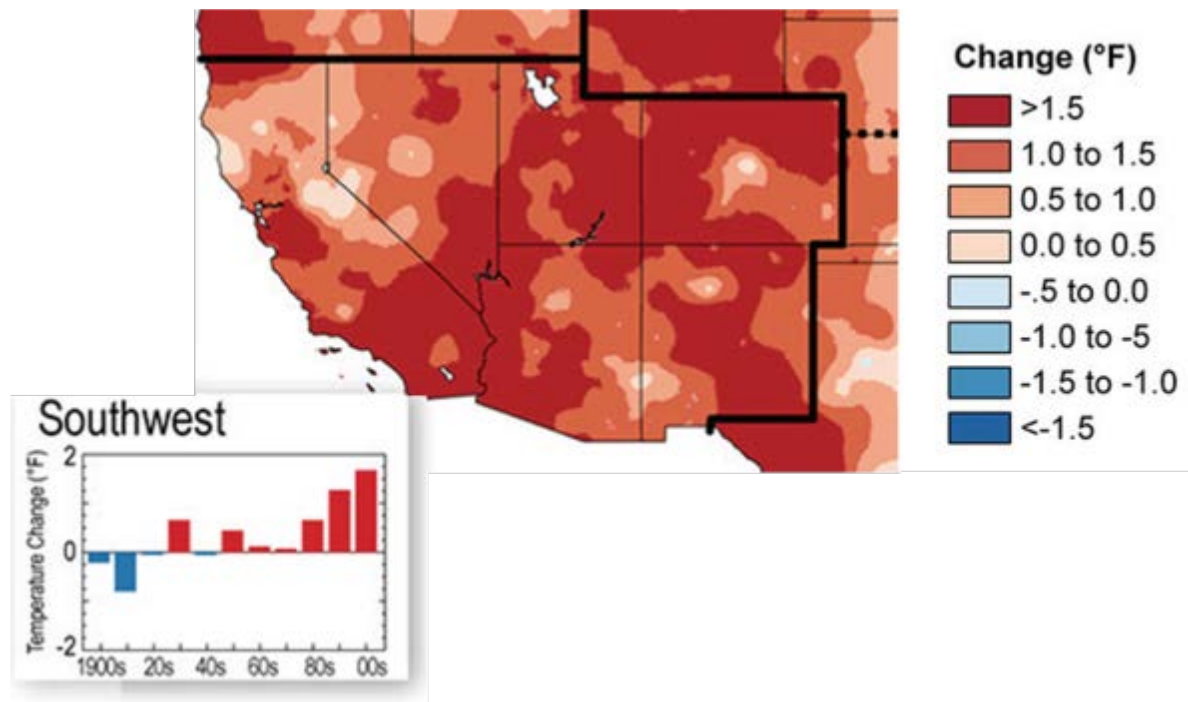 Change (°F)
>1.5
1.0 to 1.5
0.5 to 1.0
0.0 to 0.5
-.5 to 0.0
-1.0 to -5
-1.5 to -1.0
<-1.5
Southwest
Temperature Change (°F)
2
0
-2
1900s 20s 40s 60s 80s 00s